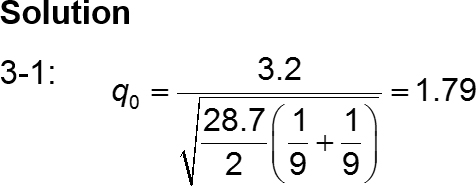 Solution
3-1: q₀ = 3.2 / √(28.7/2 (1/9 + 1/9)) = 1.79